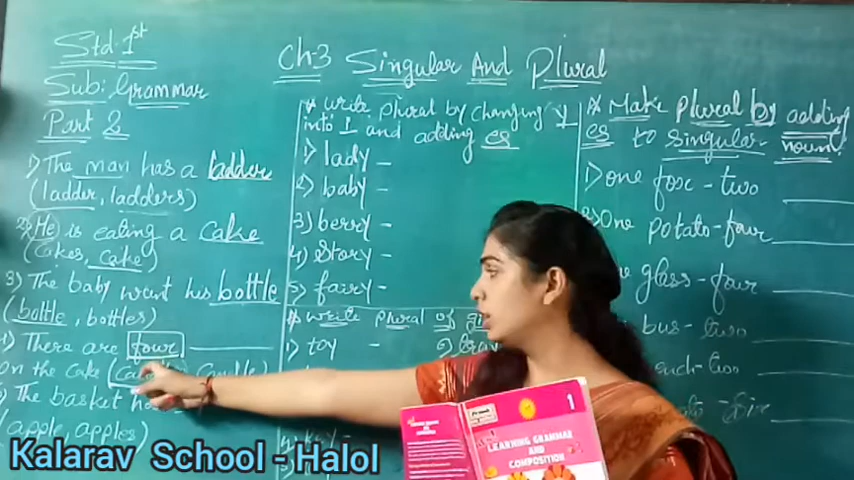 Std. 1st
Sub: Grammar
Part 2
Ch-3 Singular And Plural
1) The man has a ladder
(ladder, ladders)
2) He is eating a cake
(cakes, cake)
3) The baby want his bottle
(bottle, bottles)
4) There are four
on the cake
5) The basket
(apple, apples)
* write plural by changing y
into I and adding es
1) lady -
2) baby -
3) berry -
4) story -
5) fairy -
* write plural of
1) toy -
* Make plural by adding
es to singular noun.
1) One fox - two
2) One potato - four
glass - four
bus - two
two
LEARNING GRAMMAR
AND
COMPOSITION
1
Kalarav School - Halol